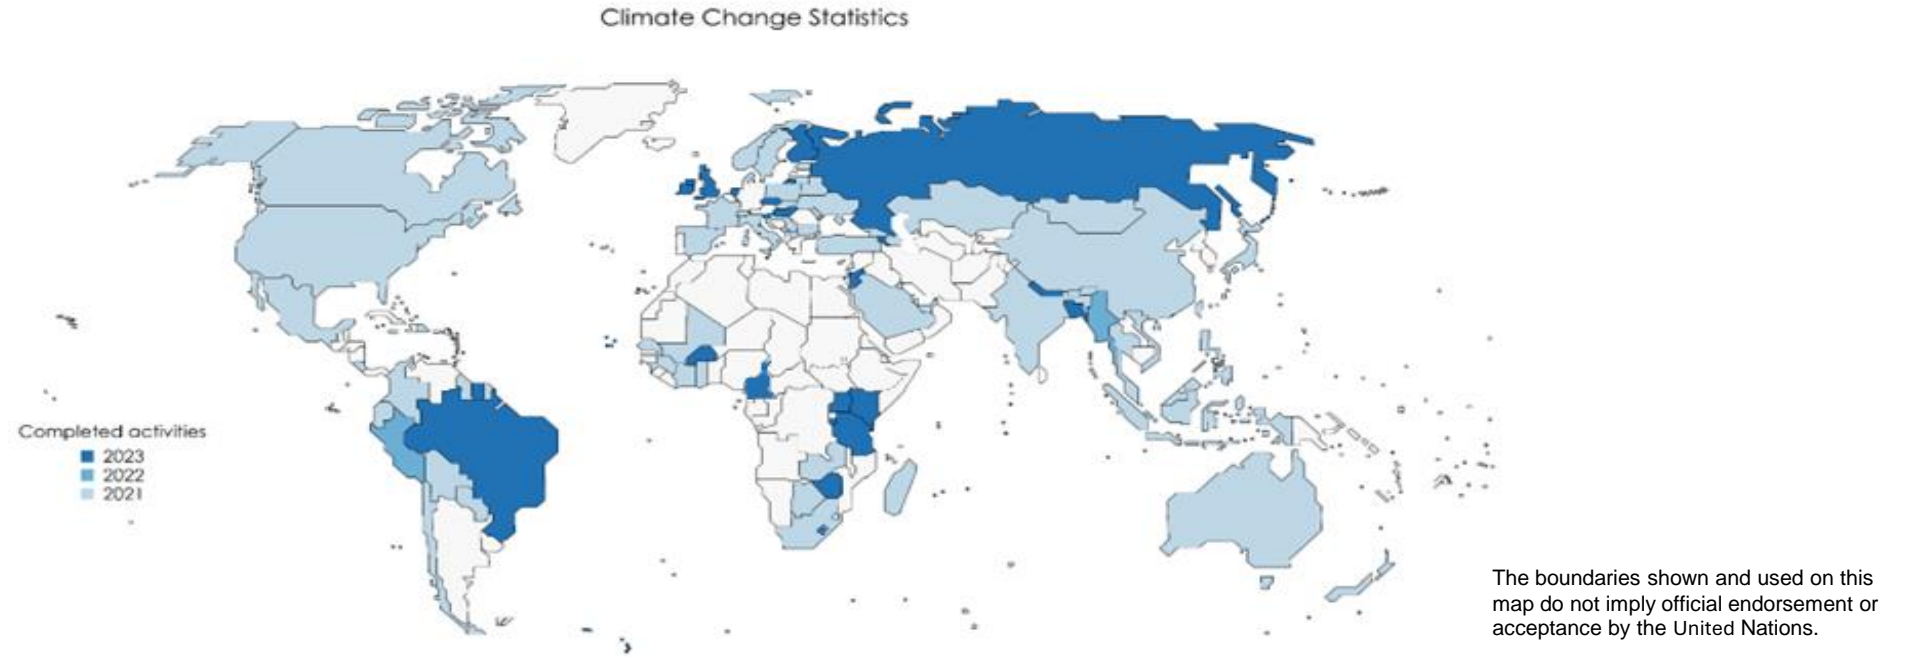 Climate Change Statistics
Completed activities
2023
2022
2021
The boundaries shown and used on this
map do not imply official endorsement or
acceptance by the United Nations.